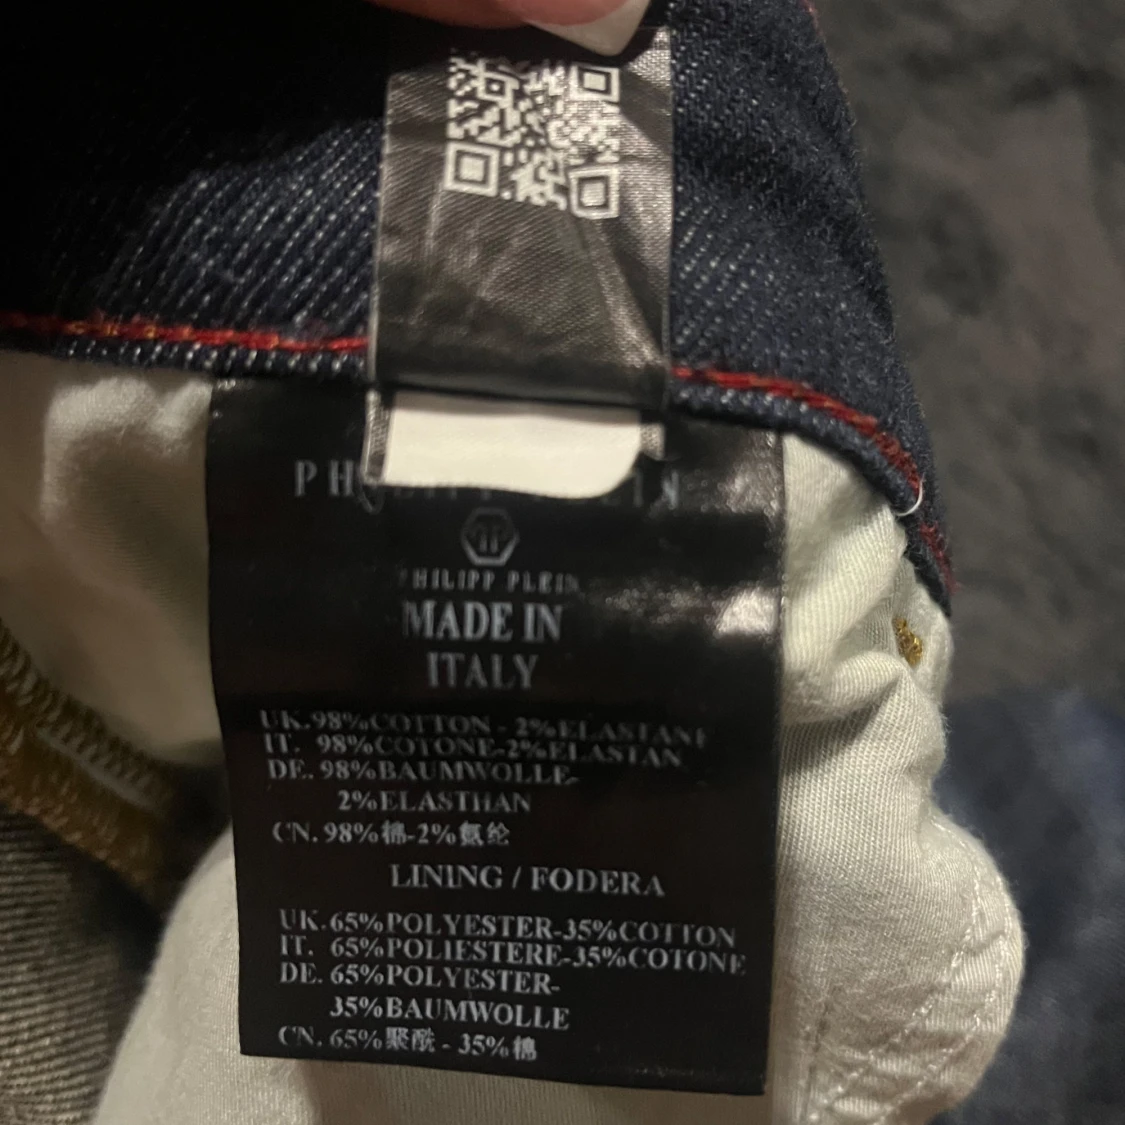 PHILIPP PLEIN
PHILIPP PLEIN
MADE IN
ITALY
UK.98%COTTON - 2%ELASTANE
IT. 98%COTONE-2%ELASTAN
DE. 98%BAUMWOLLE-
2%ELASTHAN
CN.98%棉-2%氨纶
LINING / FODERA
UK.65%POLYESTER-35%COTTON
IT. 65%POLIESTERE-35%COTONE
DE. 65%POLYESTER-
35%BAUMWOLLE
CN. 65%聚酰 - 35%棉